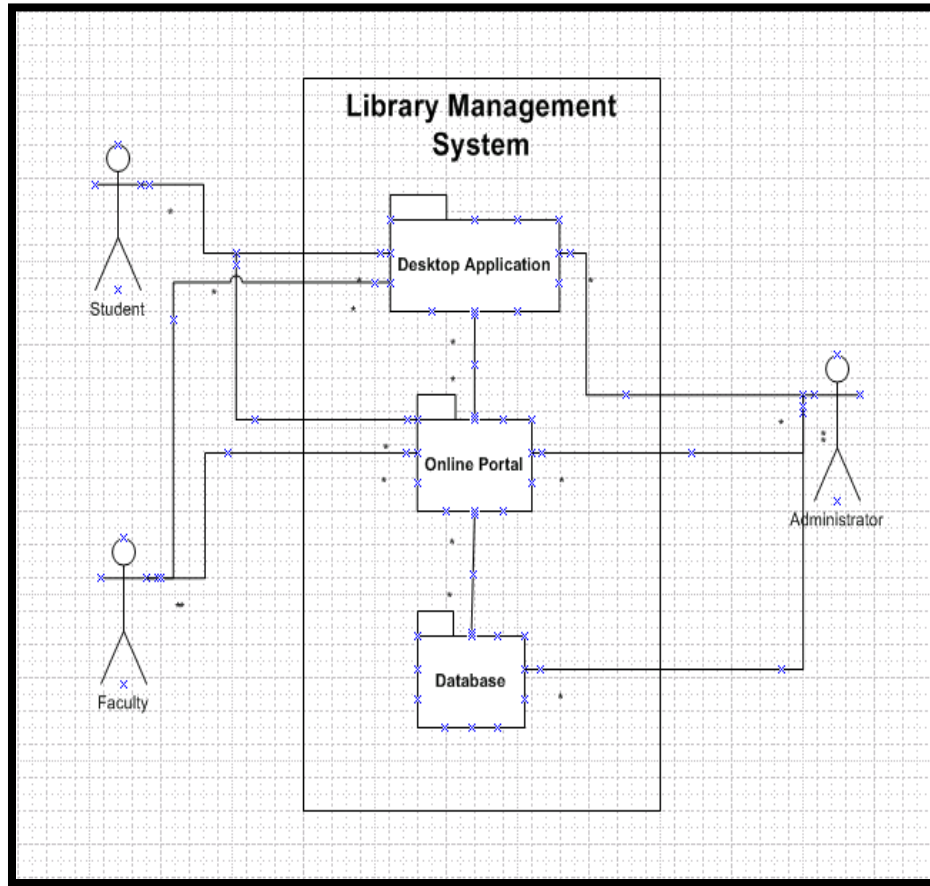 Library Management
System
Student
*
*
Desktop Application
*
*
*
*
*
Online Portal
*
*
*
*
**
Administrator
*
*
Faculty
**
Database
*